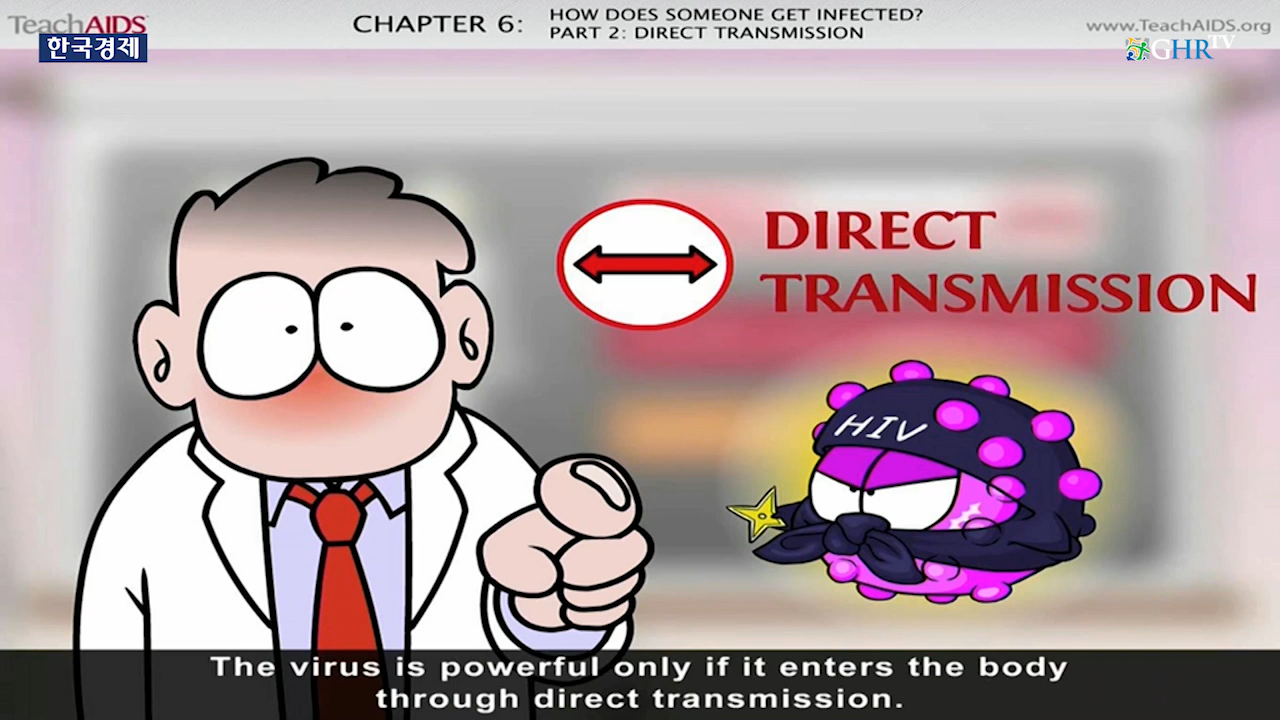 TeachAIDS
CHAPTER 6:
HOW DOES SOMEONE GET INFECTED?
PART 2: DIRECT TRANSMISSION
www.TeachAIDS.org
한국경제
GHR TV
DIRECT
TRANSMISSION
HIV
The virus is powerful only if it enters the body
through direct transmission.